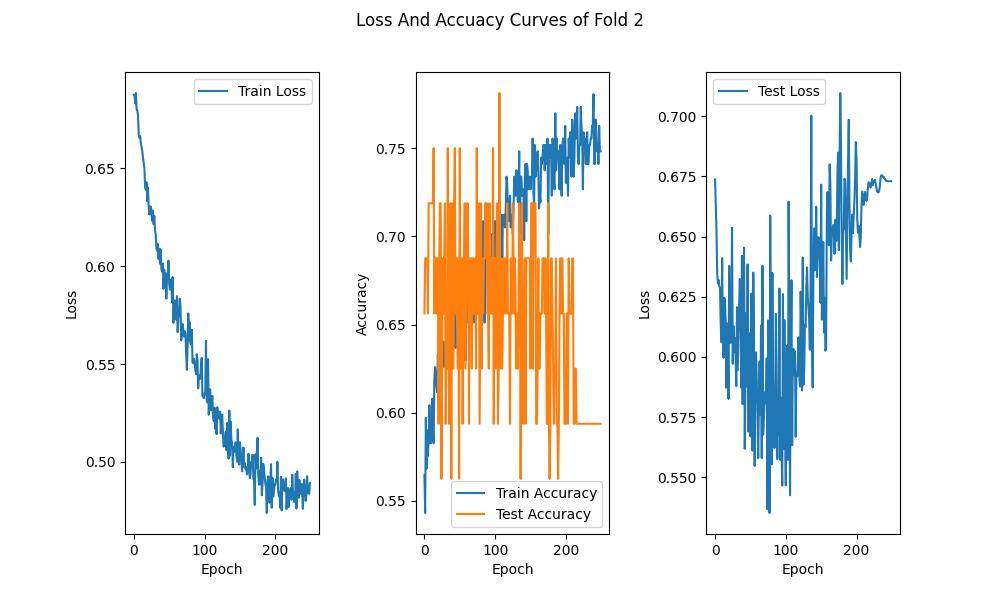 Loss And Accuacy Curves of Fold 2
Train Loss
Loss
0.65
0.60
0.55
0.50
0
100
200
Epoch
Accuracy
0.75
0.70
0.65
0.60
0.55
Train Accuracy
Test Accuracy
0
100
200
Epoch
Test Loss
Loss
0.700
0.675
0.650
0.625
0.600
0.575
0.550
0
100
200
Epoch